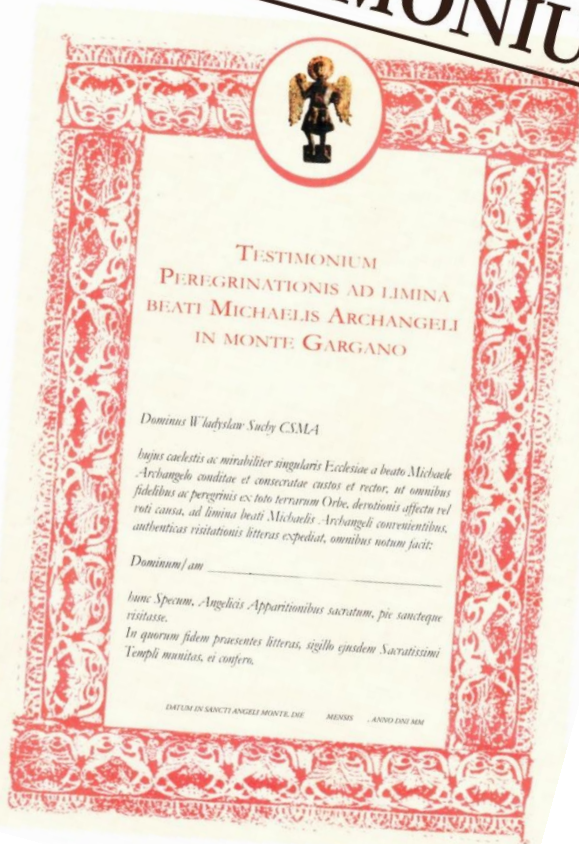 MONIU
TESTIMONIUM
PEREGRINATIONIS AD LIMINA
BEATI MICHAELIS ARCHANGELI
IN MONTE GARGANO
Dominus Wladyslaw Suchy CSMA
hujus caelestis ac mirabiliter singularis Ecclesiae a beato Michaele
Archangelo conditae et consecratae custos et rector, ut omnibus
fidelibus ac peregrinis ex toto terrarum Orbe, devotionis affectu vel
voti causa, ad limina beati Michaelis Archangeli convenientibus,
authenticas visitationis litteras expediat, omnibus notum facit:
Dominum/am
hunc Specum, Angelicis Apparitionibus sacratum, pie sancteque
visitasse.
In quorum fidem praesentes litteras, sigillo ejusdem Sacratissimi
Templi munitas, ei confero.
DATUM IN SANCTI ANGELI MONTE, DIE MENSIS , ANNO DNI MM